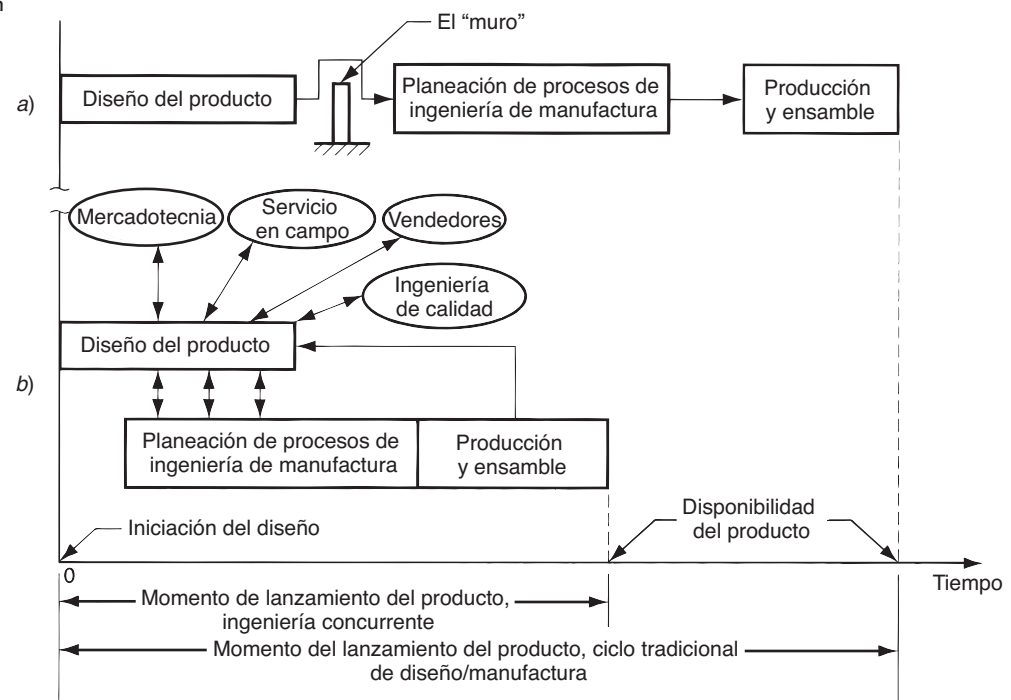 n
El “muro”
a)
Diseño del producto
Planeación de procesos de
ingeniería de manufactura
Producción
y ensamble
Mercadotecnia
Servicio
en campo
Vendedores
Ingeniería
de calidad
Diseño del producto
b)
Planeación de procesos de
ingeniería de manufactura
Producción
y ensamble
Iniciación del diseño
Disponibilidad
del producto
0
Tiempo
Momento de lanzamiento del producto,
ingeniería concurrente
Momento del lanzamiento del producto, ciclo tradicional
de diseño/manufactura